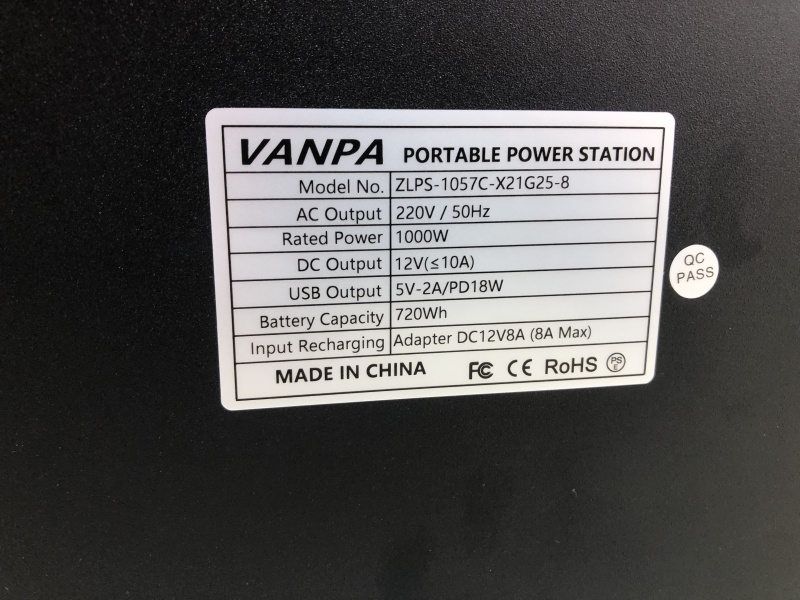 VANPA PORTABLE POWER STATION
Model No. ZLPS-1057C-X21G25-8
AC Output 220V / 50Hz
Rated Power 1000W
DC Output 12V(≤10A)
USB Output 5V-2A/PD18W
Battery Capacity 720Wh
Input Recharging Adapter DC12V8A (8A Max)
MADE IN CHINA FC CE RoHS PSE
QC
PASS